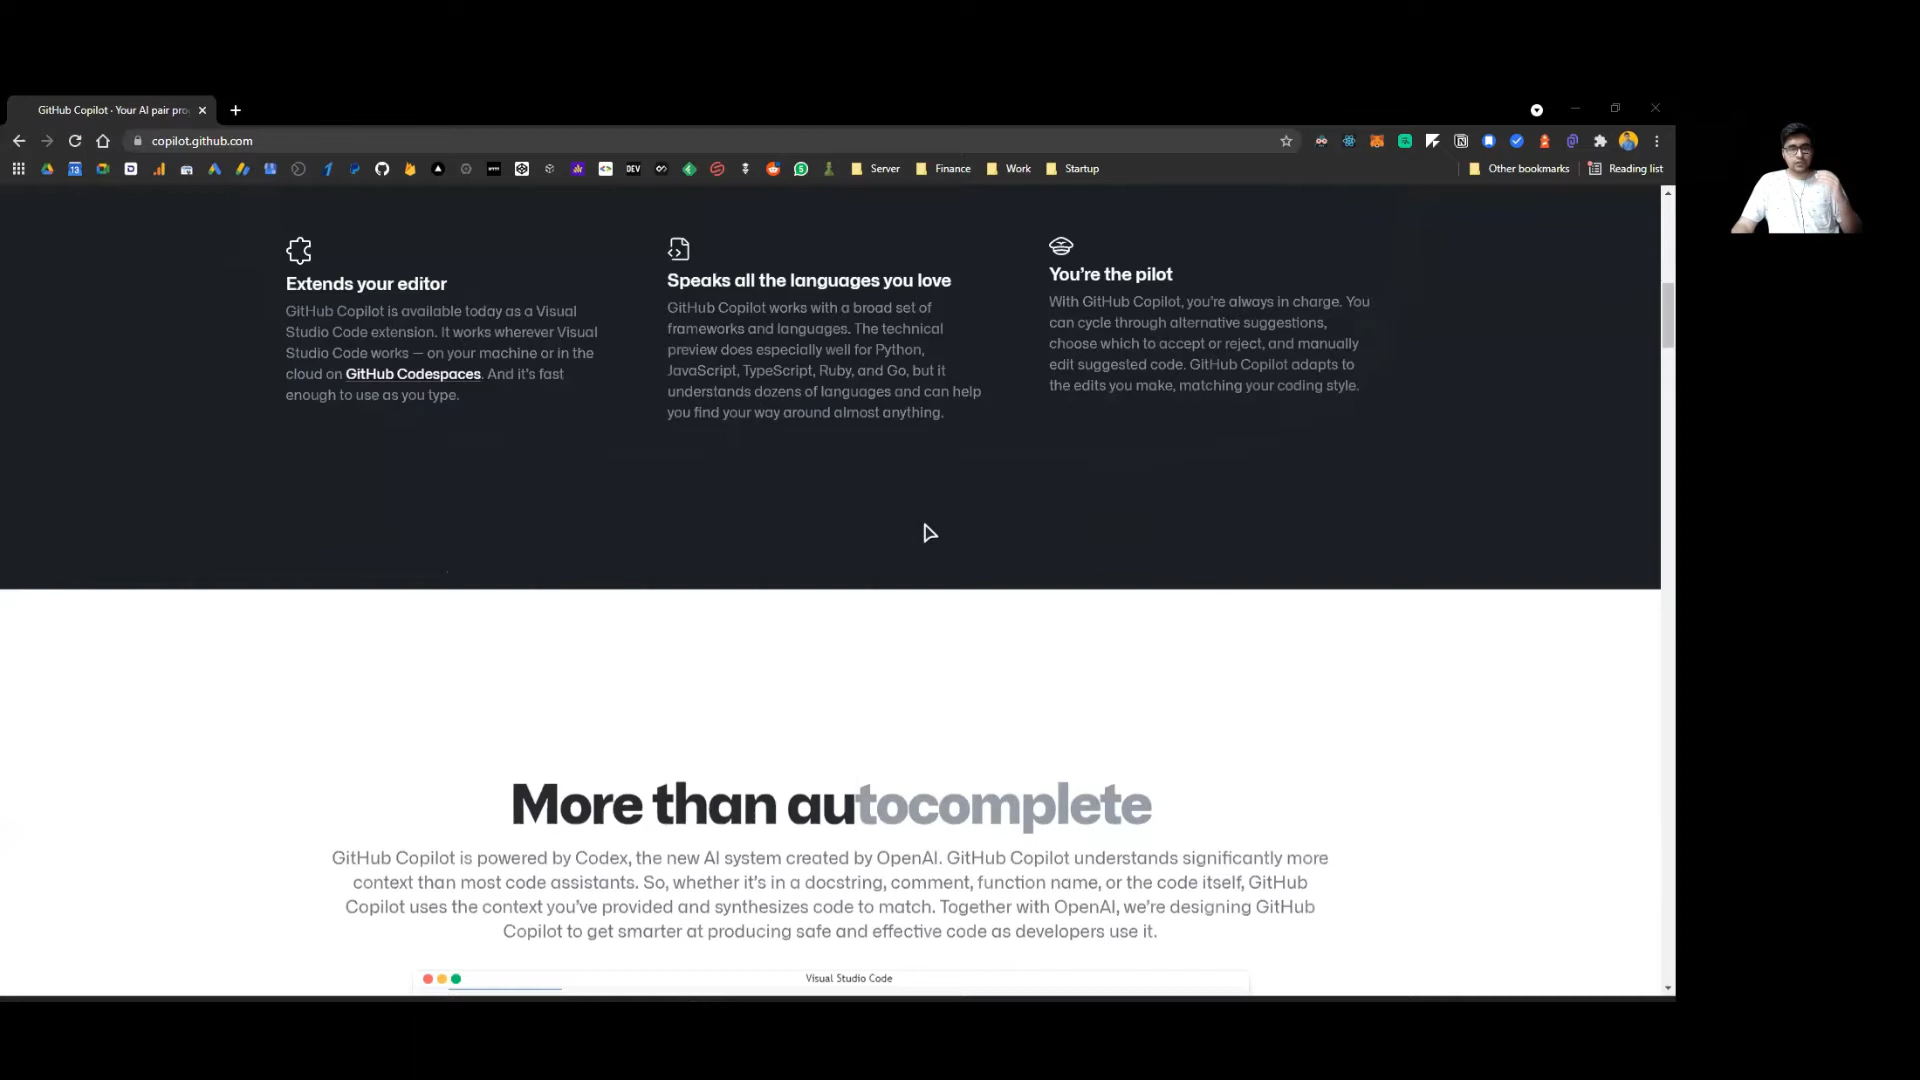 GitHub Copilot · Your AI pair pro
copilot.github.com
13
DEV
Server
Finance
Work
Startup
Other bookmarks
Reading list
Extends your editor
GitHub Copilot is available today as a Visual
Studio Code extension. It works wherever Visual
Studio Code works — on your machine or in the
cloud on GitHub Codespaces. And it's fast
enough to use as you type.
Speaks all the languages you love
GitHub Copilot works with a broad set of
frameworks and languages. The technical
preview does especially well for Python,
JavaScript, TypeScript, Ruby, and Go, but it
understands dozens of languages and can help
you find your way around almost anything.
You're the pilot
With GitHub Copilot, you're always in charge. You
can cycle through alternative suggestions,
choose which to accept or reject, and manually
edit suggested code. GitHub Copilot adapts to
the edits you make, matching your coding style.
More than autocomplete
GitHub Copilot is powered by Codex, the new AI system created by OpenAI. GitHub Copilot understands significantly more
context than most code assistants. So, whether it's in a docstring, comment, function name, or the code itself, GitHub
Copilot uses the context you've provided and synthesizes code to match. Together with OpenAI, we're designing GitHub
Copilot to get smarter at producing safe and effective code as developers use it.
Visual Studio Code